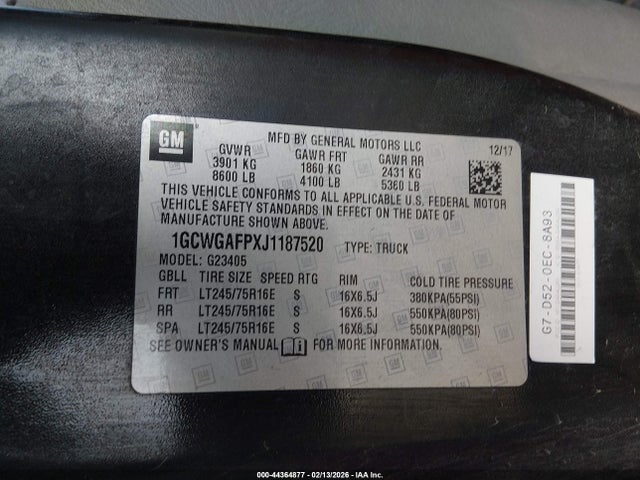 GM
MFD BY GENERAL MOTORS LLC
GVWR GAWR FRT GAWR RR 12/17
3901 KG 1860 KG 2431 KG
8600 LB 4100 LB 5360 LB
THIS VEHICLE CONFORMS TO ALL APPLICABLE U.S. FEDERAL MOTOR
VEHICLE SAFETY STANDARDS IN EFFECT ON THE DATE OF
MANUFACTURE SHOWN ABOVE.
1GCWGAFPXJ1187520 TYPE: TRUCK
MODEL: G23405
GBLL TIRE SIZE SPEED RTG RIM COLD TIRE PRESSURE
FRT LT245/75R16E S 16X6.5J 380KPA(55PSI)
RR LT245/75R16E S 16X6.5J 550KPA(80PSI)
SPA LT245/75R16E S 16X6.5J 550KPA(80PSI)
SEE OWNER'S MANUAL FOR MORE INFORMATION.
G7-D52-0EC-8A93
000-44364877 - 02/13/2026 - IAA Inc.